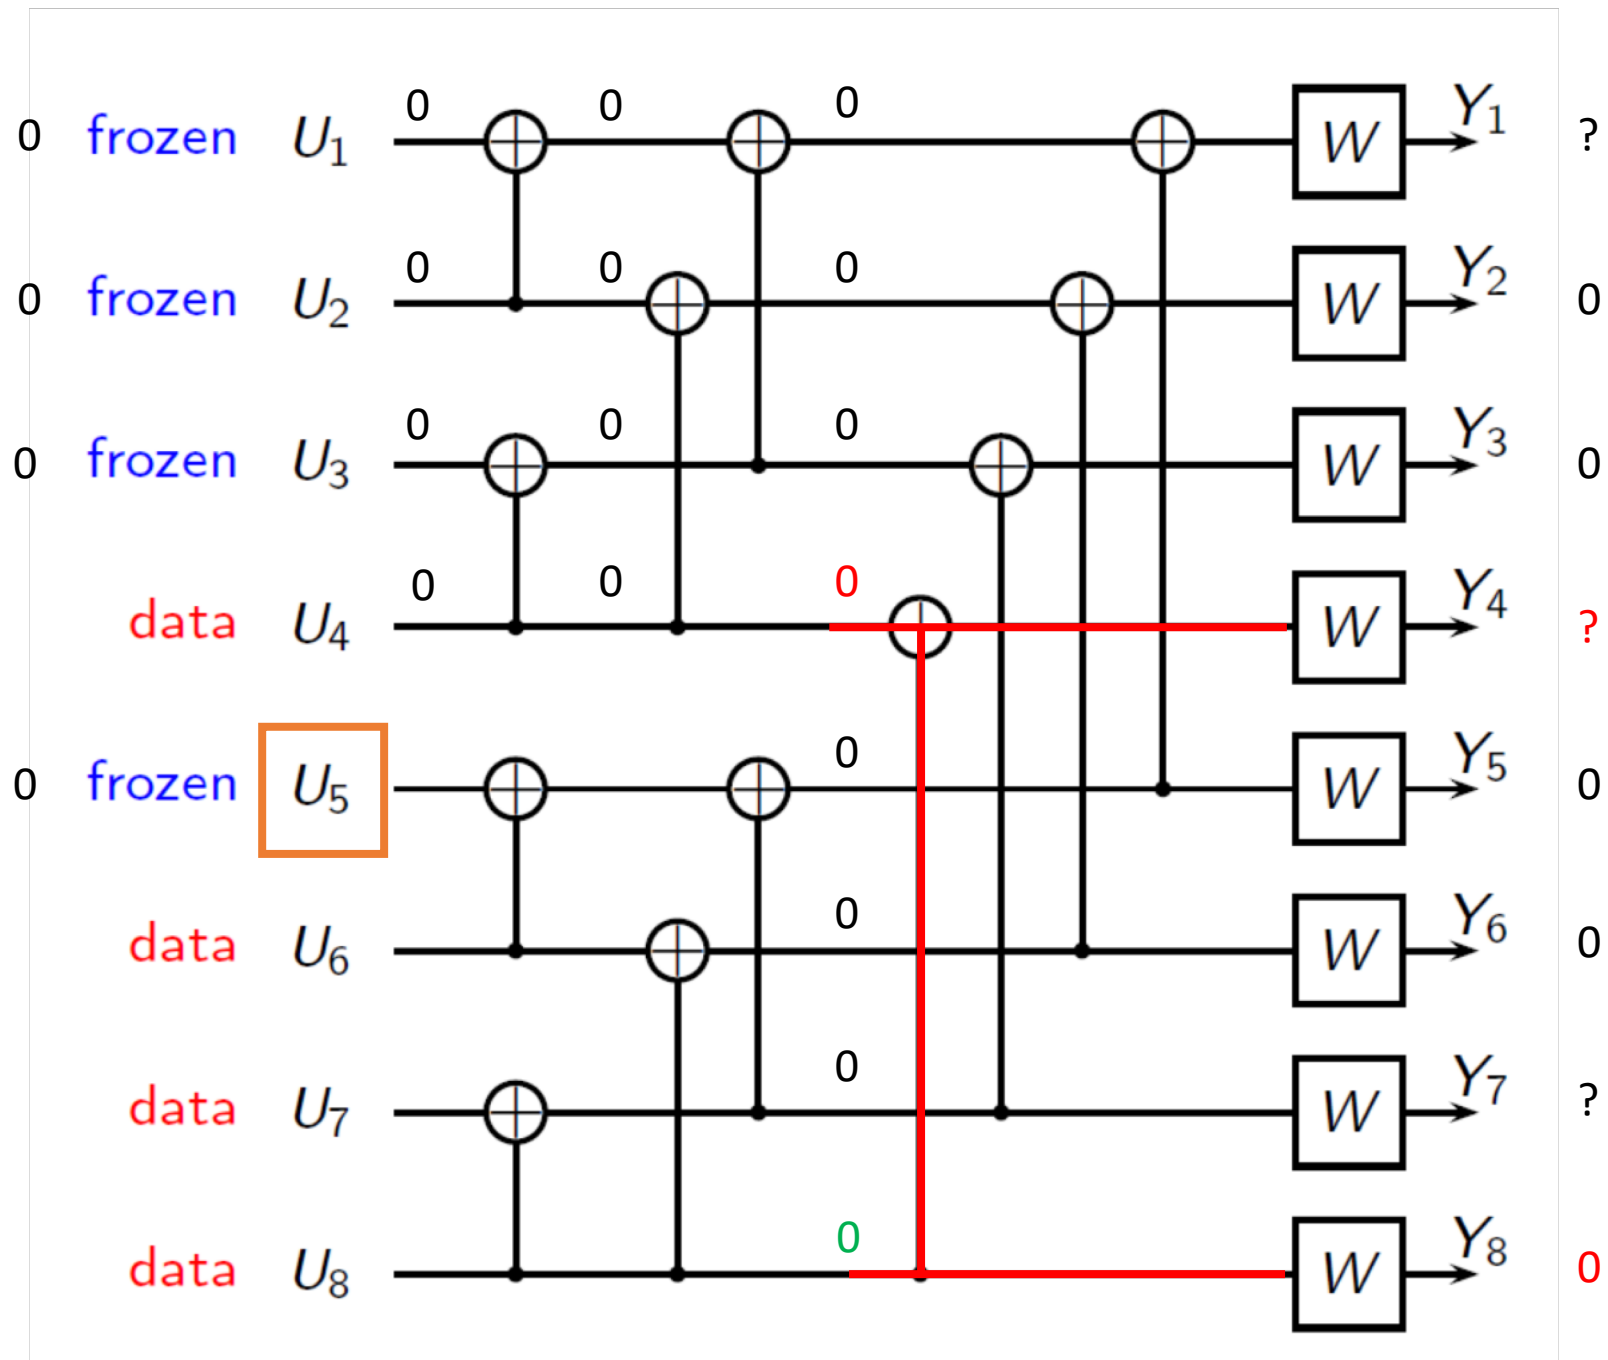 0 frozen U1 0 0 0 W Y1 ?
0 frozen U2 0 0 0 W Y2 0
0 frozen U3 0 0 0 W Y3 0
data U4 0 0 0 W Y4 ?
0 frozen U5 0 W Y5 0
data U6 0 W Y6 0
data U7 0 W Y7 ?
data U8 0 W Y8 0